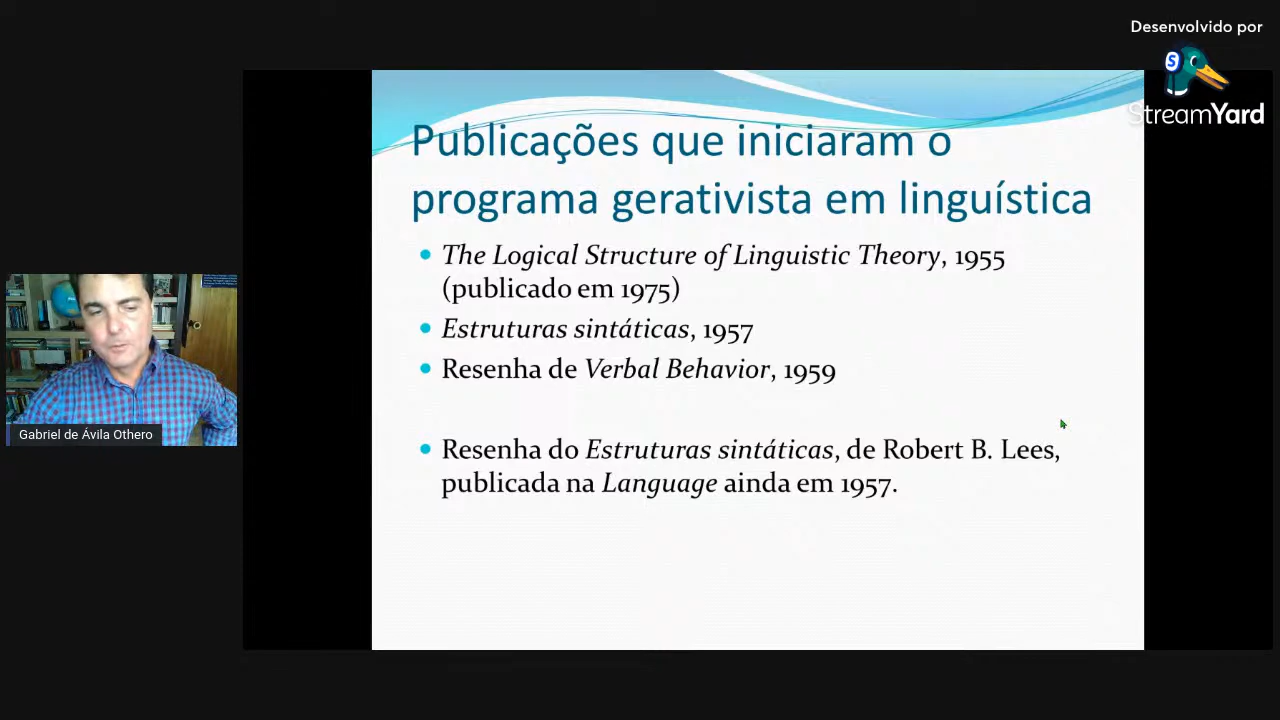 Desenvolvido por
StreamYard
Publicações que iniciaram o
programa gerativista em linguística
The Logical Structure of Linguistic Theory, 1955
(publicado em 1975)
Estruturas sintáticas, 1957
Resenha de Verbal Behavior, 1959
Resenha do Estruturas sintáticas, de Robert B. Lees,
publicada na Language ainda em 1957.
Gabriel de Ávila Othero